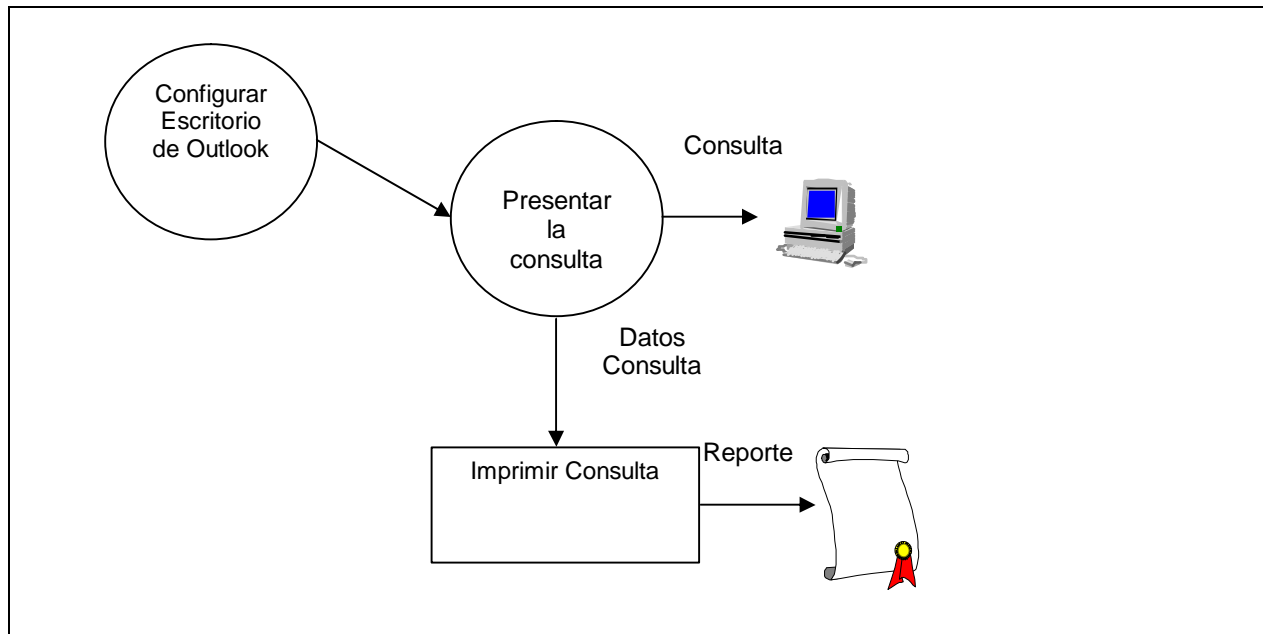 Configurar
Escritorio
de Outlook
Consulta
Presentar
la
consulta
Datos
Consulta
Imprimir Consulta
Reporte